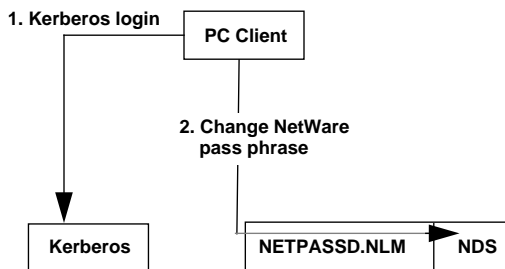 1. Kerberos login
PC Client
2. Change NetWare
pass phrase
Kerberos
NETPASSD.NLM
NDS